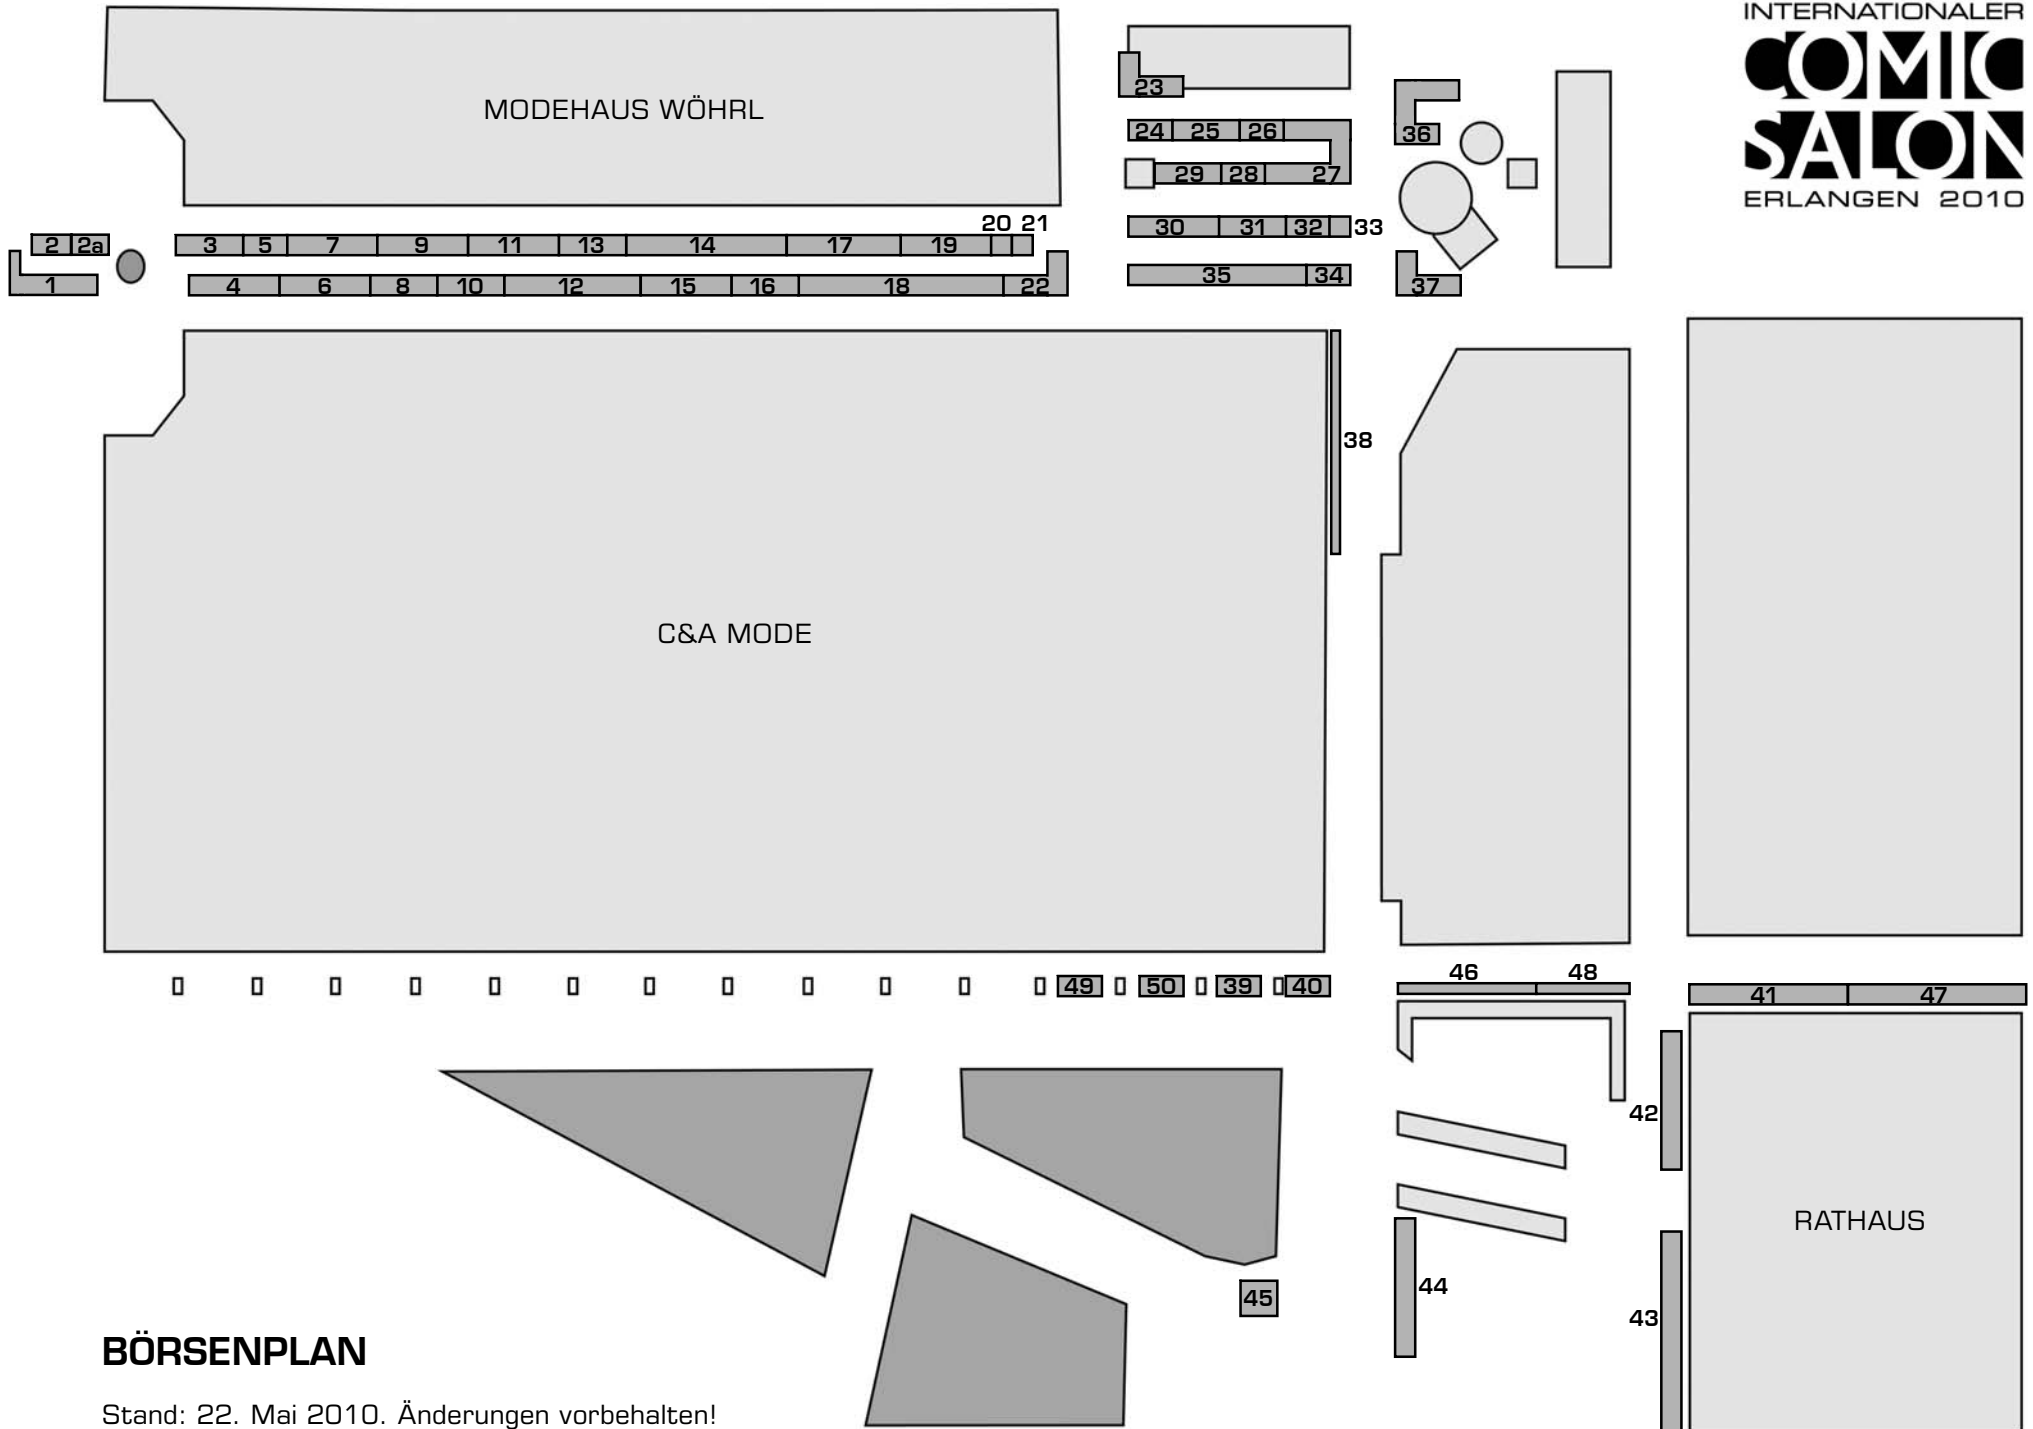 INTERNATIONALER
COMIC
SALON
ERLANGEN 2010
MODEHAUS WÖHRL
23
24 25 26
36
29 28 27
20 21
30 31 32 33
2 2a 3 5 7 9 11 13 14 17 19
1 4 6 8 10 12 15 16 18 22
35 34
37
38
C&A MODE
46 48
49 50 39 40
41 47
42
RATHAUS
44
45
43
BÖRSENPLAN
Stand: 22. Mai 2010. Änderungen vorbehalten!